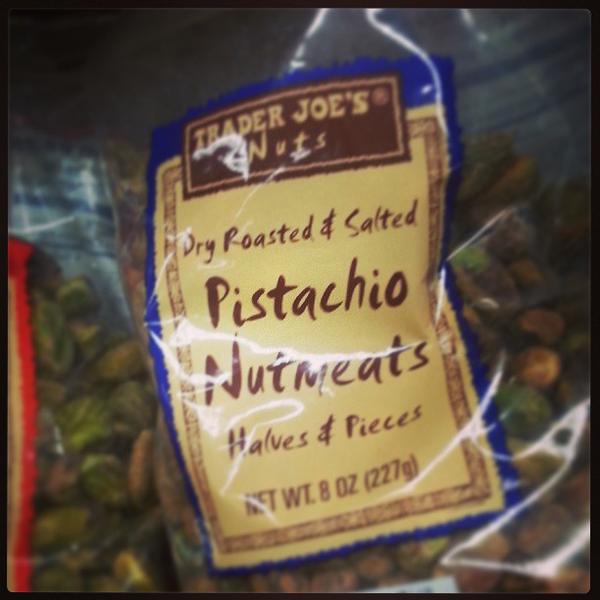 TRADER JOE'S®
Nuts
Dry Roasted & Salted
Pistachio
Nutmeats
Halves & Pieces
NET WT. 8 OZ (227g)